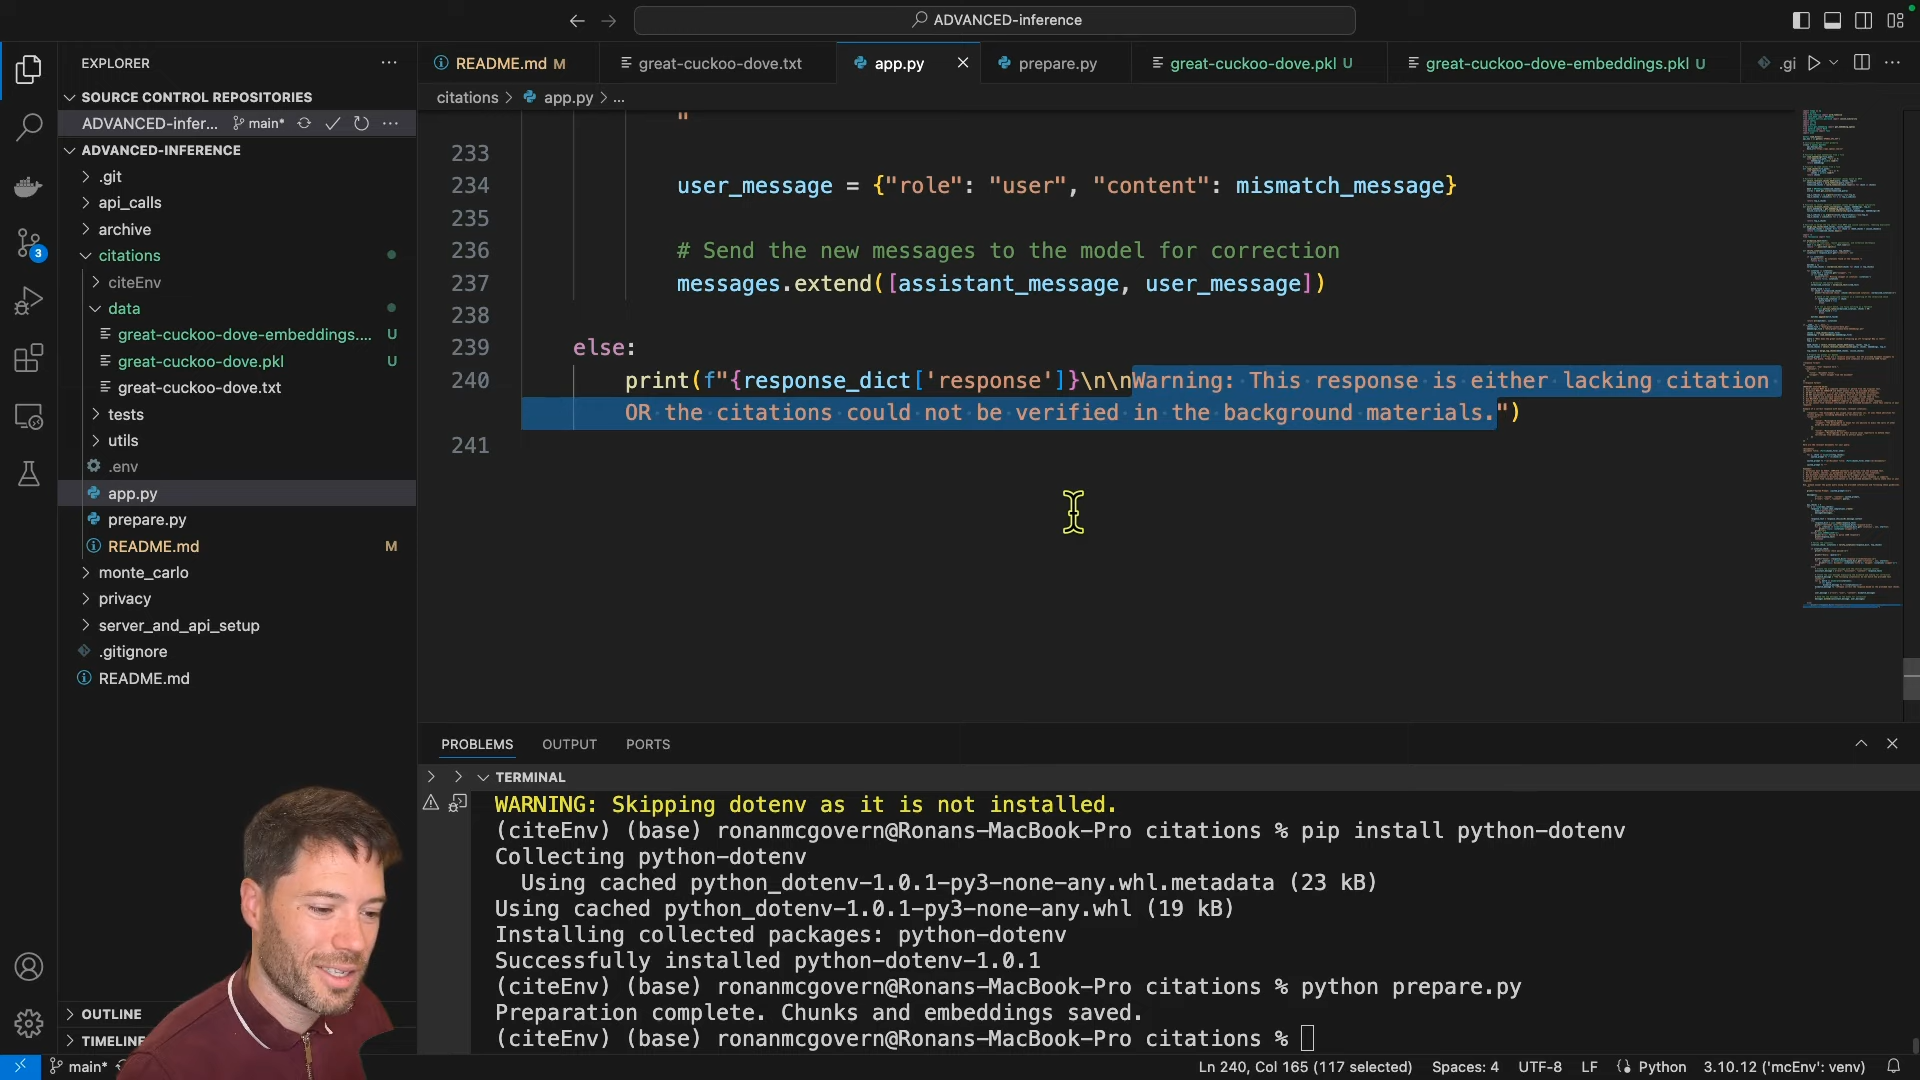 ADVANCED-inference
EXPLORER
SOURCE CONTROL REPOSITORIES
ADVANCED-infer... main*
ADVANCED-INFERENCE
.git
api_calls
archive
citations
citeEnv
data
great-cuckoo-dove-embeddings.... U
great-cuckoo-dove.pkl U
great-cuckoo-dove.txt
tests
utils
.env
app.py
prepare.py
README.md M
monte_carlo
privacy
server_and_api_setup
.gitignore
README.md
OUTLINE
TIMELINE
3
README.md M
great-cuckoo-dove.txt
app.py
prepare.py
great-cuckoo-dove.pkl U
great-cuckoo-dove-embeddings.pkl U
.gi
citations > app.py > ...
"
233
234 user_message = {"role": "user", "content": mismatch_message}
235
236 # Send the new messages to the model for correction
237 messages.extend([assistant_message, user_message])
238
239 else:
240 print(f"{response_dict['response']}\n\nWarning: This response is either lacking citation
OR the citations could not be verified in the background materials.")
241
PROBLEMS OUTPUT PORTS
TERMINAL
WARNING: Skipping dotenv as it is not installed.
(citeEnv) (base) ronanmcgovern@Ronans-MacBook-Pro citations % pip install python-dotenv
Collecting python-dotenv
Using cached python_dotenv-1.0.1-py3-none-any.whl.metadata (23 kB)
Using cached python_dotenv-1.0.1-py3-none-any.whl (19 kB)
Installing collected packages: python-dotenv
Successfully installed python-dotenv-1.0.1
(citeEnv) (base) ronanmcgovern@Ronans-MacBook-Pro citations % python prepare.py
Preparation complete. Chunks and embeddings saved.
(citeEnv) (base) ronanmcgovern@Ronans-MacBook-Pro citations %
main* Ln 240, Col 165 (117 selected) Spaces: 4 UTF-8 LF Python 3.10.12 ('mcEnv': venv)